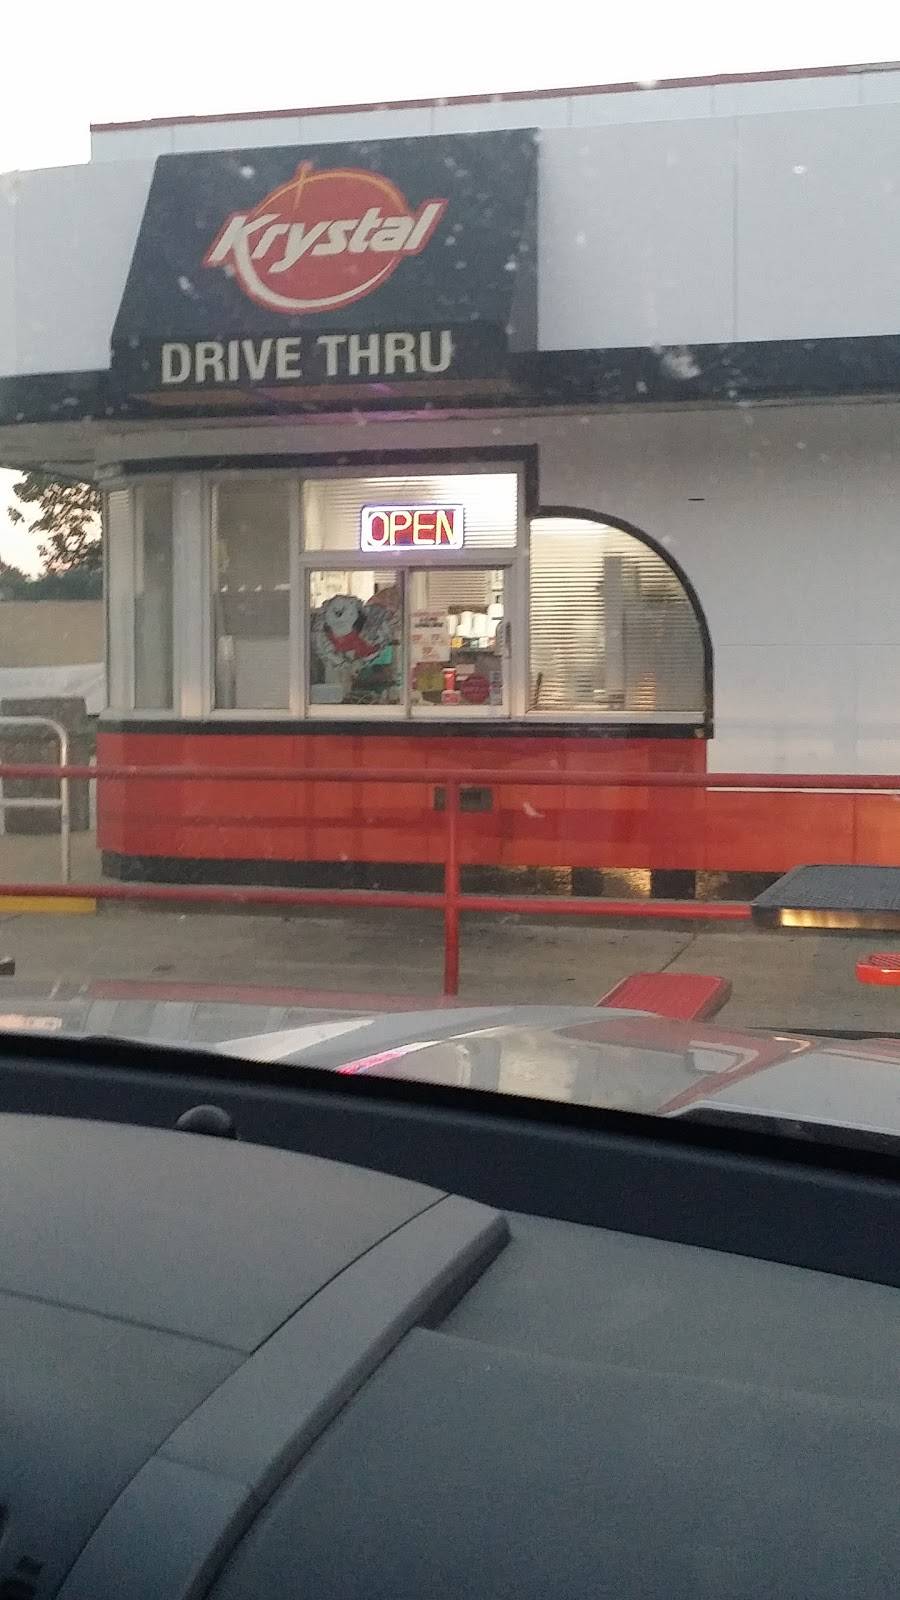 Krystal
DRIVE THRU
OPEN